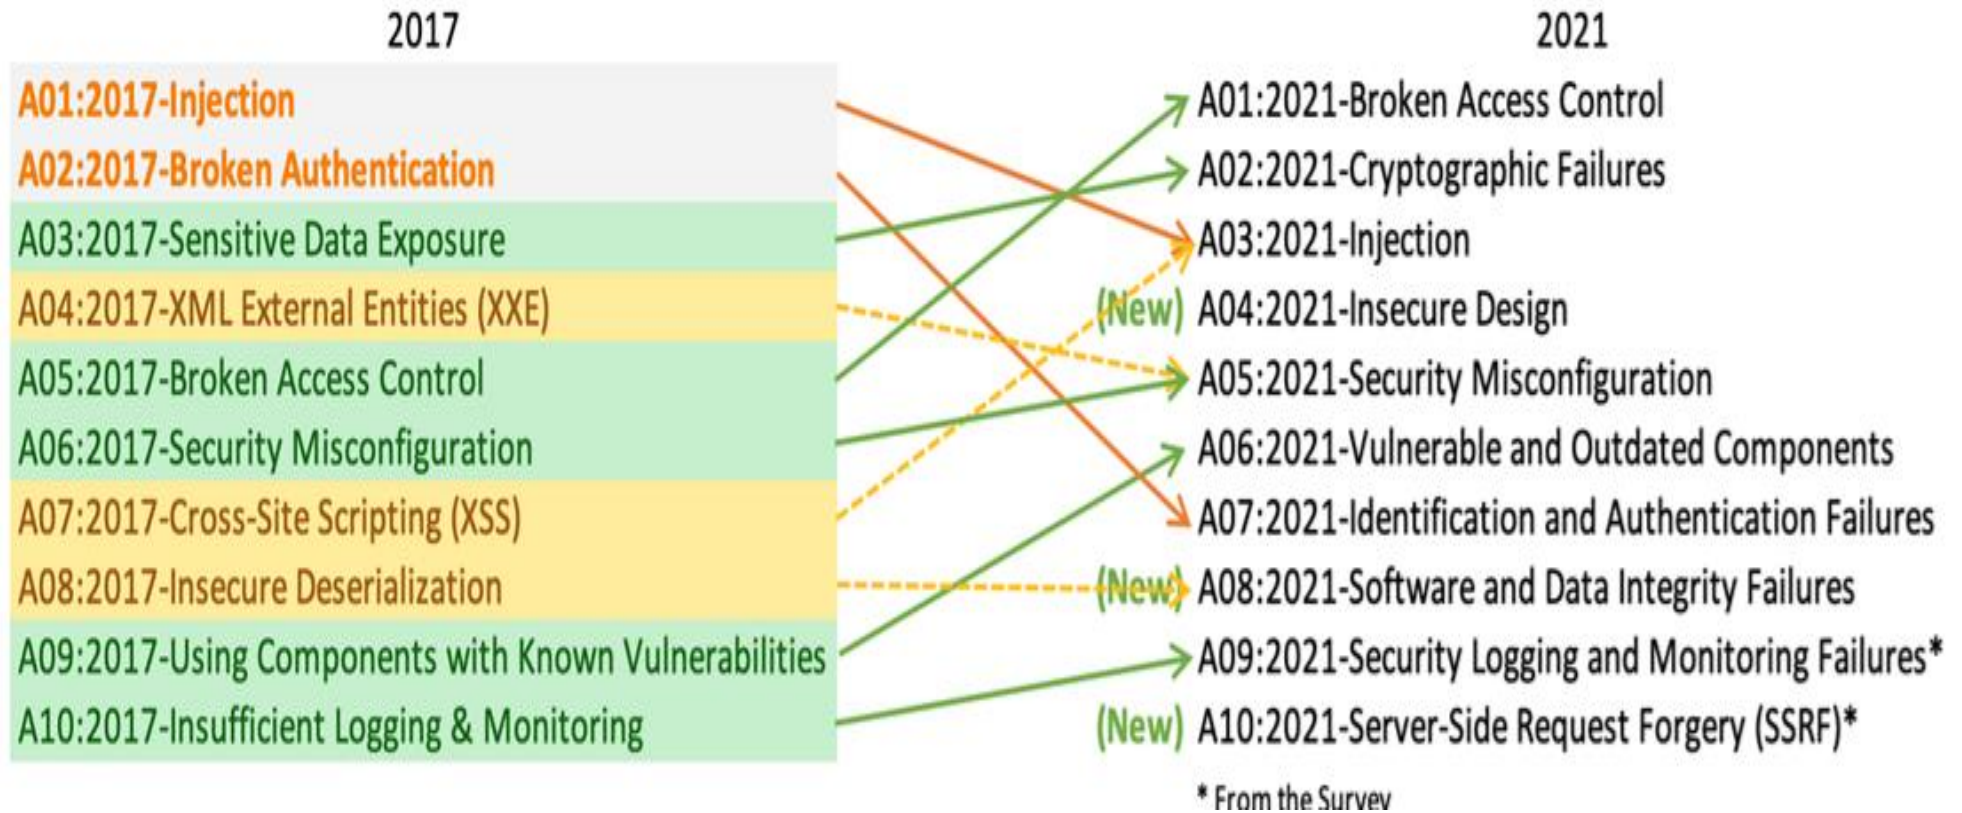 2017
A01:2017-Injection
A02:2017-Broken Authentication
A03:2017-Sensitive Data Exposure
A04:2017-XML External Entities (XXE)
A05:2017-Broken Access Control
A06:2017-Security Misconfiguration
A07:2017-Cross-Site Scripting (XSS)
A08:2017-Insecure Deserialization
A09:2017-Using Components with Known Vulnerabilities
A10:2017-Insufficient Logging & Monitoring
2021
A01:2021-Broken Access Control
A02:2021-Cryptographic Failures
A03:2021-Injection
(New) A04:2021-Insecure Design
A05:2021-Security Misconfiguration
A06:2021-Vulnerable and Outdated Components
A07:2021-Identification and Authentication Failures
(New) A08:2021-Software and Data Integrity Failures
A09:2021-Security Logging and Monitoring Failures*
(New) A10:2021-Server-Side Request Forgery (SSRF)*
* From the Survey